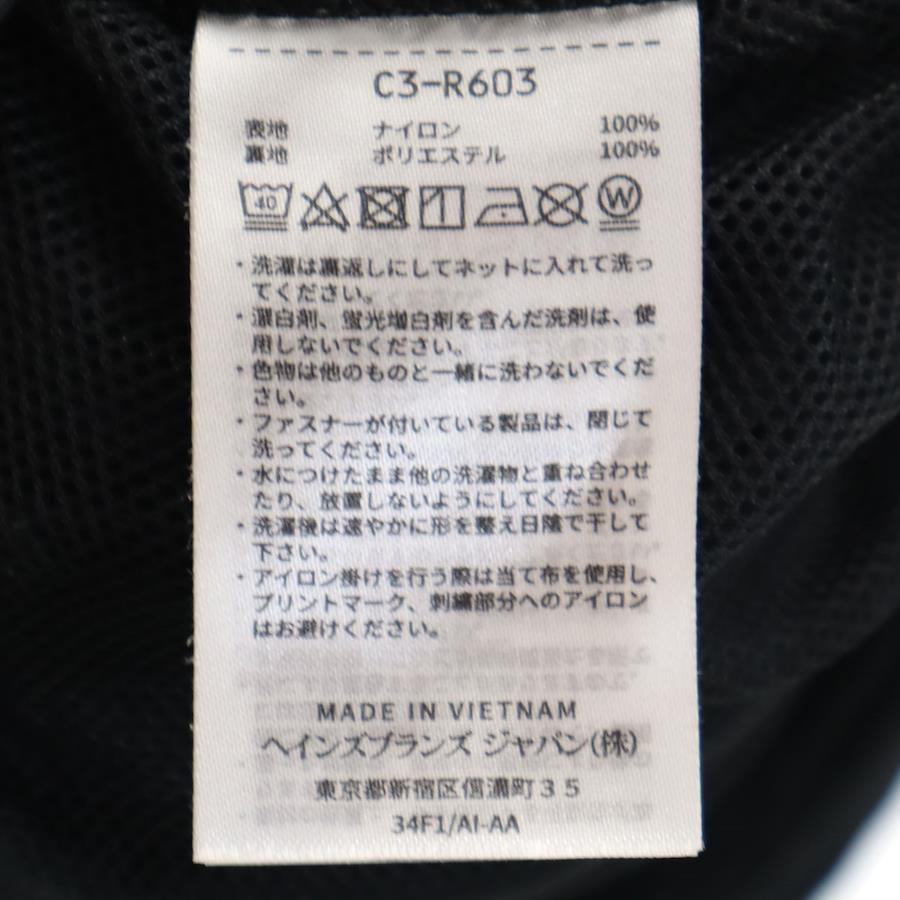 C3-R603
表地 ナイロン 100%
裏地 ポリエステル 100%
40 W
・洗濯は裏返しにしてネットに入れて洗っ
てください。
・漂白剤、蛍光増白剤を含んだ洗剤は、使
用しないでください。
・色物は他のものと一緒に洗わないでくだ
さい。
・ファスナーが付いている製品は、閉じて
洗ってください。
・水につけたまま他の洗濯物と重ね合わせ
たり、放置しないようにしてください。
・洗濯後は速やかに形を整え日陰で干して
下さい。
・アイロン掛けを行う際は当て布を使用し、
プリントマーク、刺繍部分へのアイロン
はお避けください。
MADE IN VIETNAM
ヘインズブランズ ジャパン(株)
東京都新宿区信濃町35
34F1/AI-AA